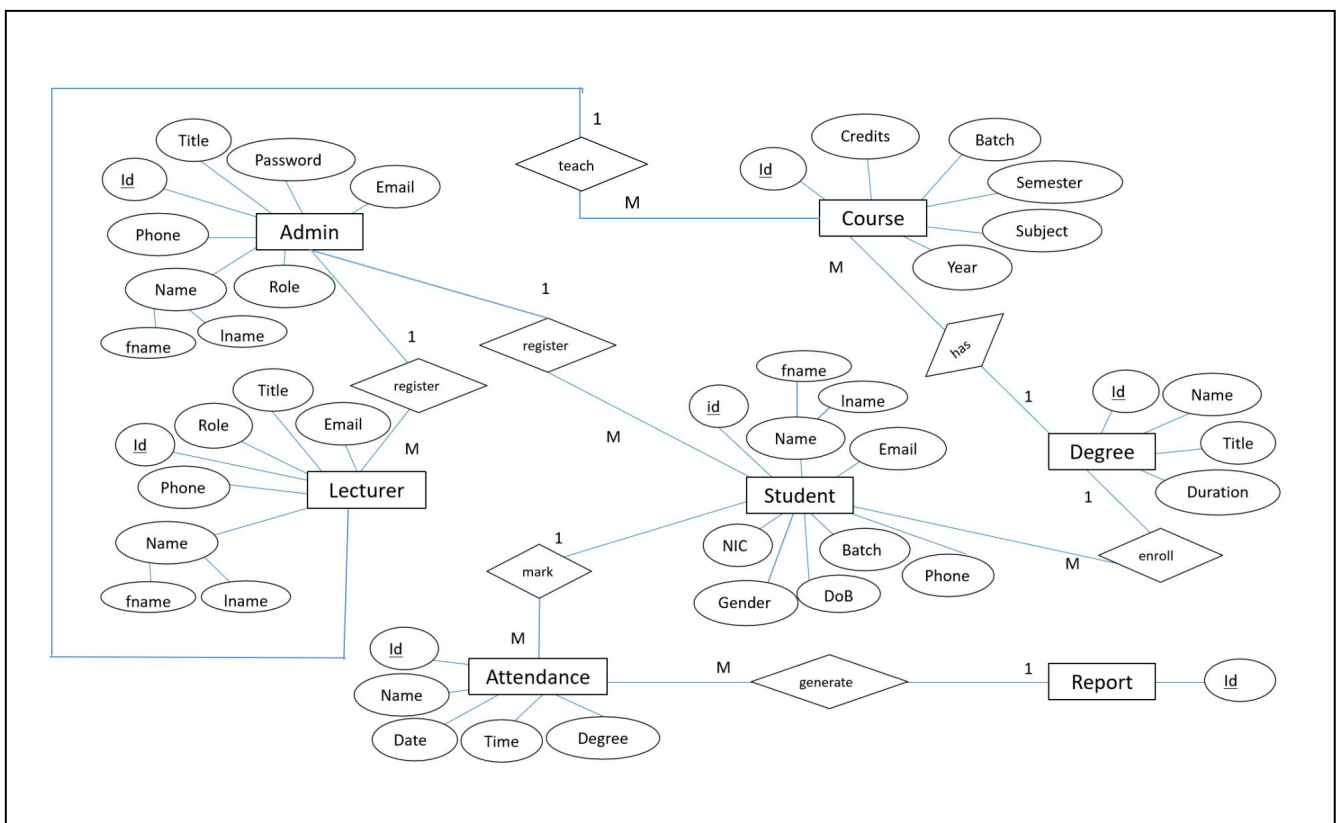 1
teach
M
Title
Password
Id
Email
Phone
Admin
Name
Role
fname
lname
Credits
Batch
Id
Semester
Course
Subject
Year
M
1
register
1
register
M
M
has
1
Title
Role
Email
Id
Phone
Lecturer
Name
fname
lname
fname
id
lname
Name
Email
Student
NIC
Batch
Phone
Gender
DoB
Id
Name
Degree
Title
Duration
1
enroll
M
1
mark
M
Id
Attendance
Name
Date
Time
Degree
M
generate
1
Report
Id